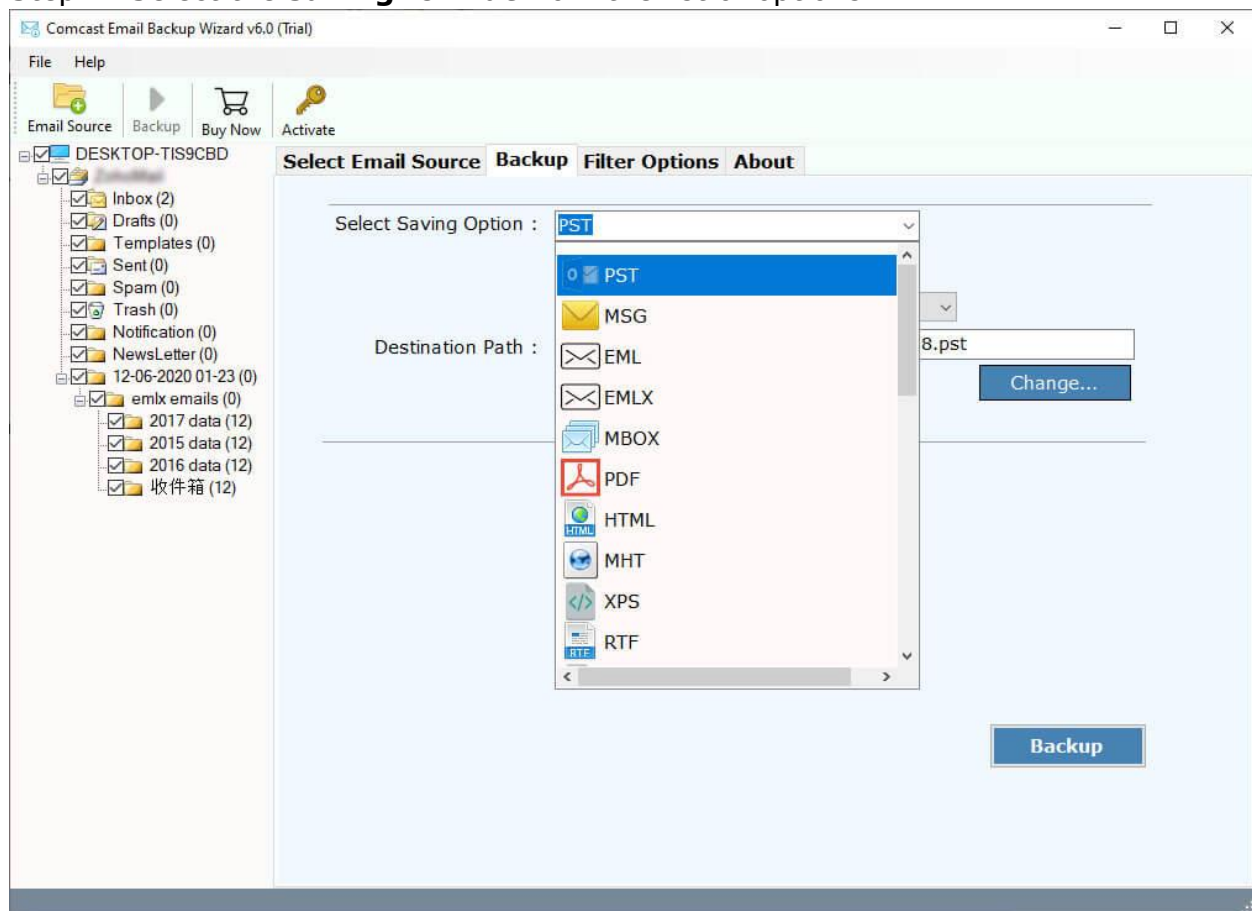 Comcast Email Backup Wizard v6.0 (Trial)
File Help
Email Source Backup Buy Now Activate
DESKTOP-TIS9CBD
Inbox (2)
Drafts (0)
Templates (0)
Sent (0)
Spam (0)
Trash (0)
Notification (0)
NewsLetter (0)
12-06-2020 01-23 (0)
emlx emails (0)
2017 data (12)
2015 data (12)
2016 data (12)
收件箱 (12)
Select Email Source Backup Filter Options About
Select Saving Option : PST
PST
MSG
EML
EMLX
MBOX
PDF
HTML
HTML
MHT
XPS
RTF
RTF
Destination Path : 8.pst
Change...
Backup